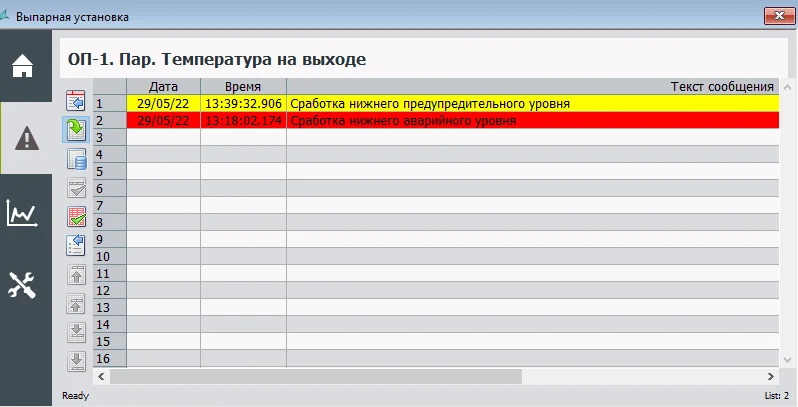 Выпарная установка
ОП-1. Пар. Температура на выходе
Дата Время Текст сообщения
1 29/05/22 13:39:32.906 Сработка нижнего предупредительного уровня
2 29/05/22 13:18:02.174 Сработка нижнего аварийного уровня
3
4
5
6
7
8
9
10
11
12
13
14
15
16
Ready List: 2